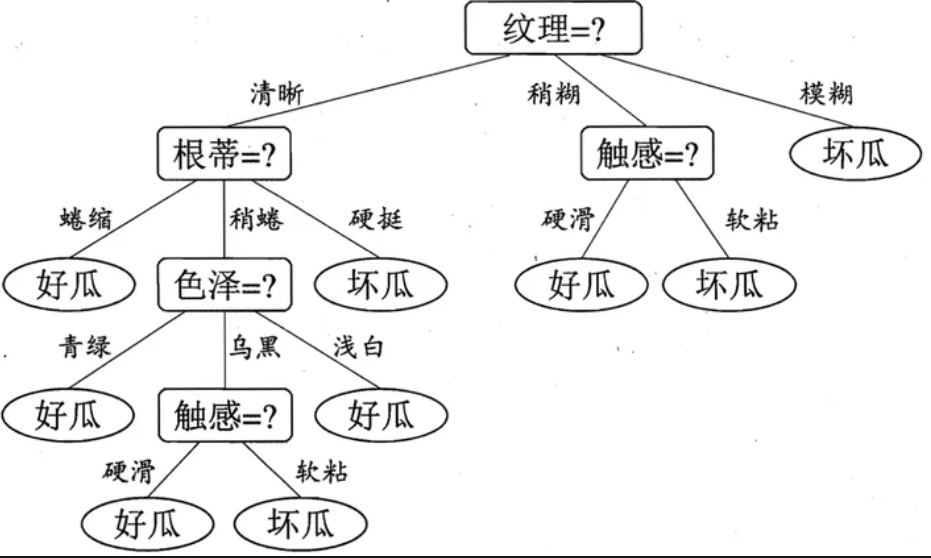 纹理=?
清晰 稍糊 模糊
根蒂=? 触感=? 坏瓜
蜷缩 稍蜷 硬挺 硬滑 软粘
好瓜 色泽=? 坏瓜 好瓜 坏瓜
青绿 乌黑 浅白
好瓜 触感=? 好瓜
硬滑 软粘
好瓜 坏瓜